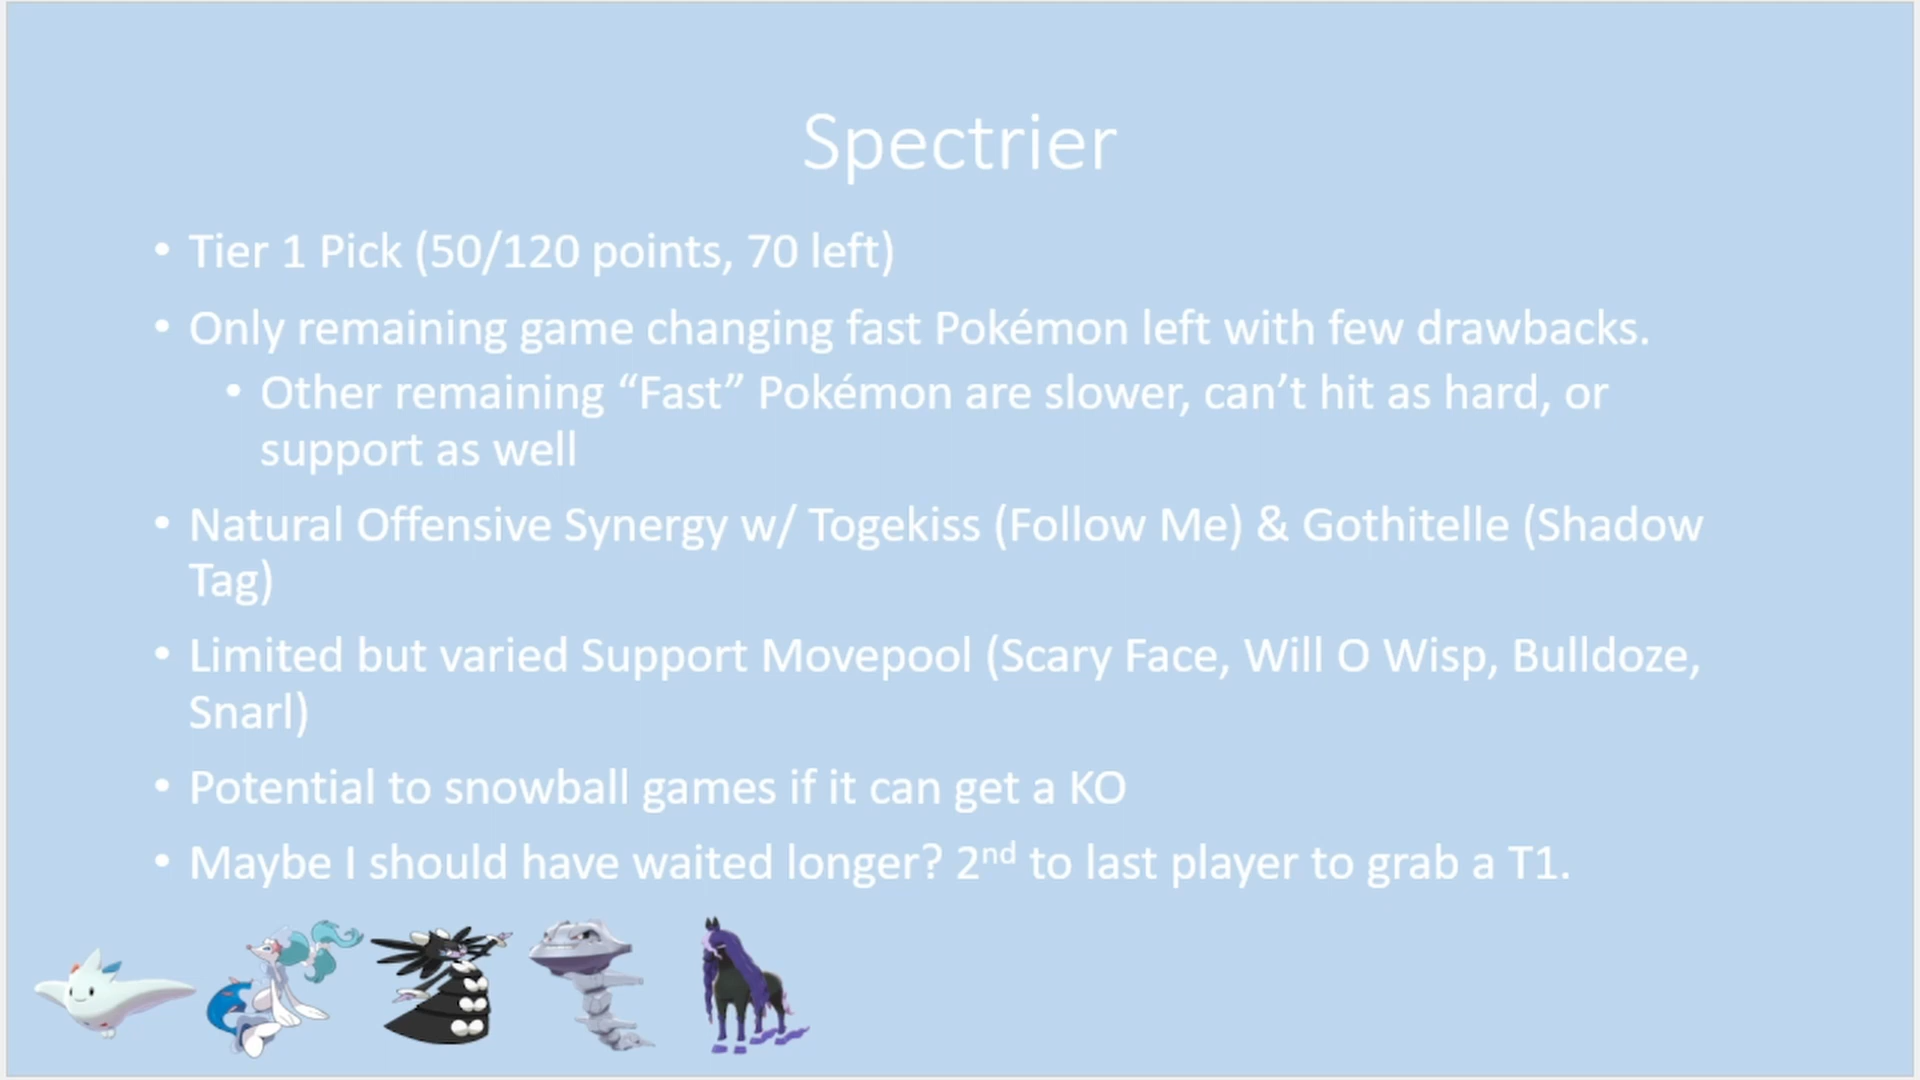 Spectrier
• Tier 1 Pick (50/120 points, 70 left)
• Only remaining game changing fast Pokémon left with few drawbacks.
• Other remaining “Fast” Pokémon are slower, can’t hit as hard, or
support as well
• Natural Offensive Synergy w/ Togekiss (Follow Me) & Gothitelle (Shadow
Tag)
• Limited but varied Support Movepool (Scary Face, Will O Wisp, Bulldoze,
Snarl)
• Potential to snowball games if it can get a KO
• Maybe I should have waited longer? 2nd to last player to grab a T1.